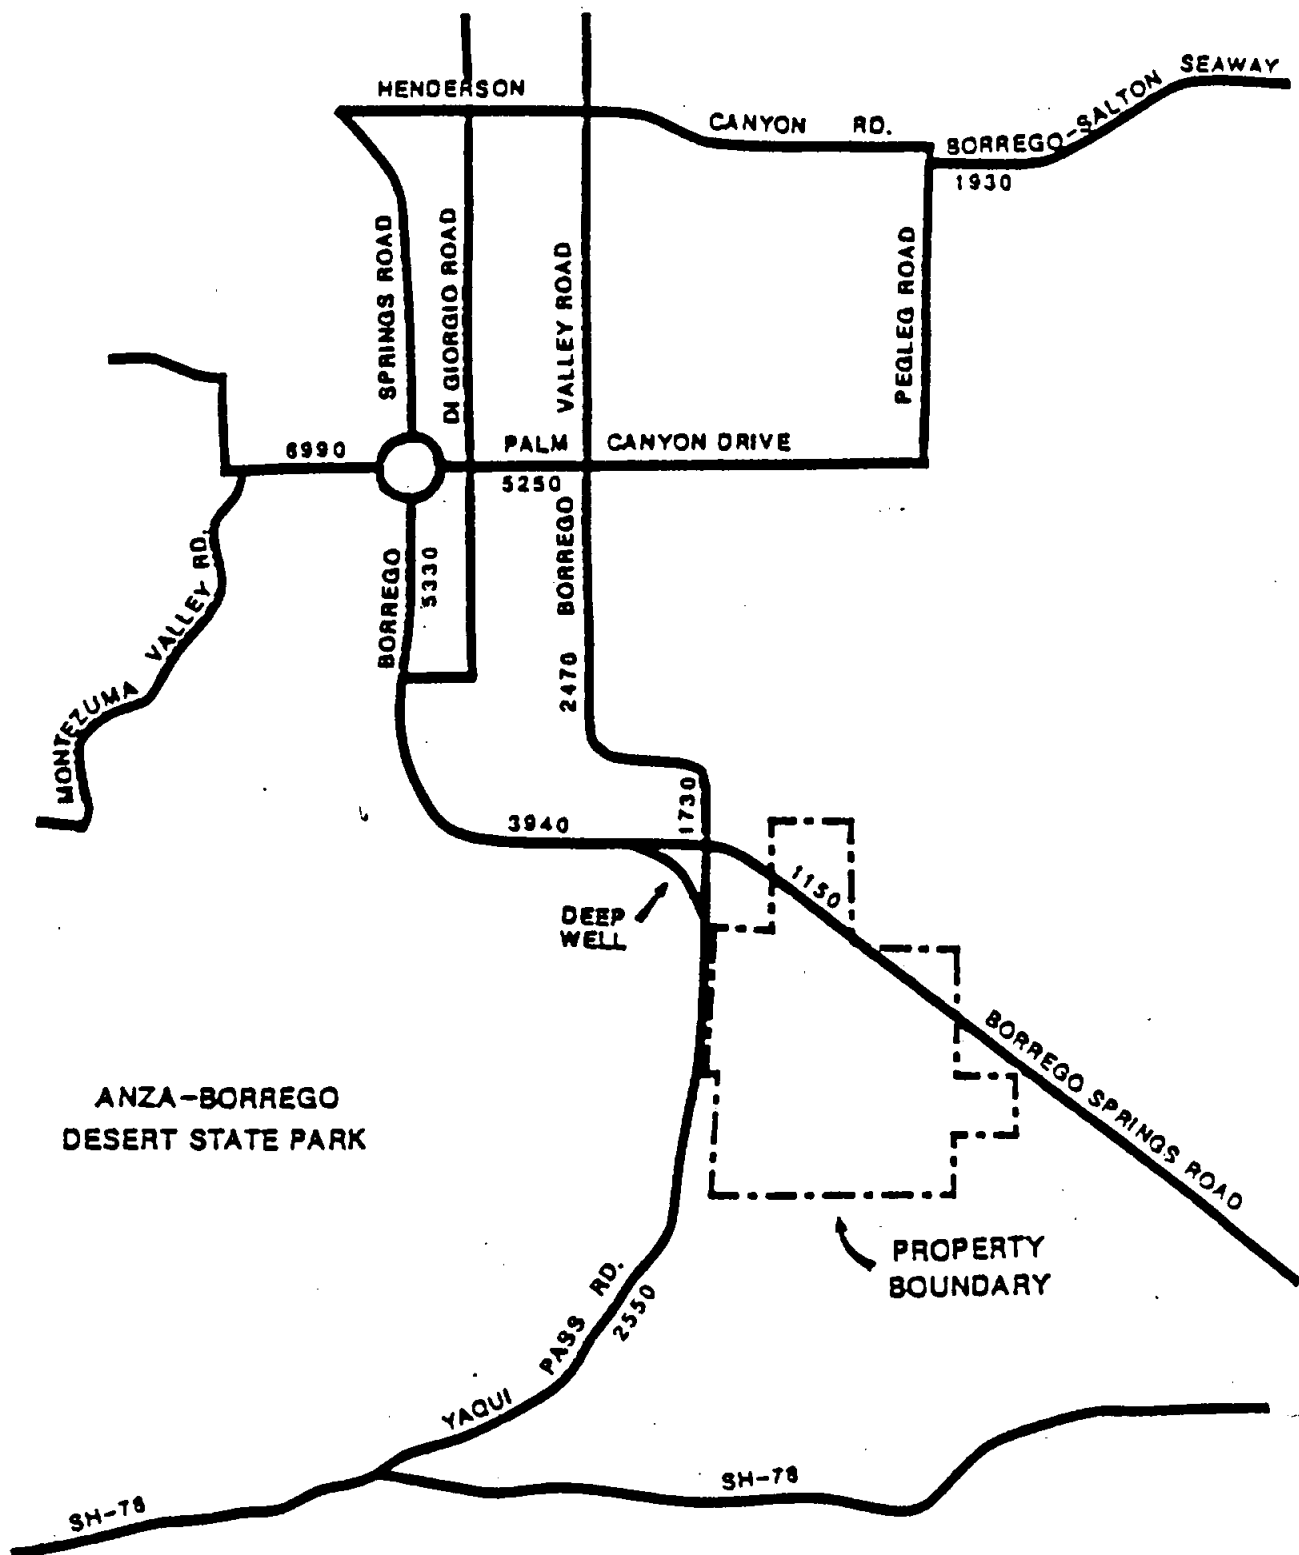 HENDERSON
CANYON RD.
BORREGO-SALTON SEAWAY
1930
SPRINGS ROAD
DI GIORGIO ROAD
VALLEY ROAD
PEGLEG ROAD
6990
PALM CANYON DRIVE
5250
BORREGO
5330
BORREGO
2470
MONTEZUMA VALLEY RD.
3940
1730
1150
DEEP
WELL
BORREGO SPRINGS ROAD
ANZA-BORREGO
DESERT STATE PARK
PROPERTY
BOUNDARY
YAQUI PASS RD.
2550
SH-78
SH-78